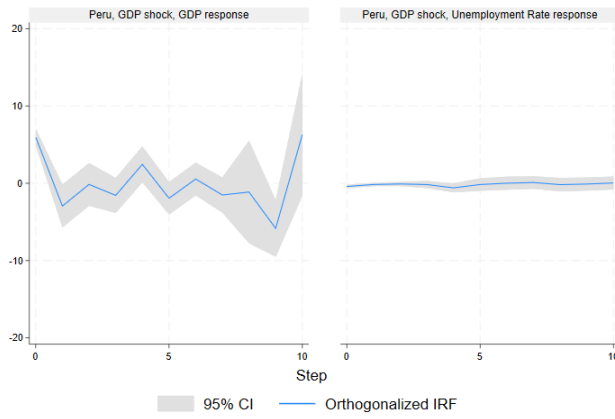 Peru, GDP shock, GDP response
Peru, GDP shock, Unemployment Rate response
20
10
0
-10
-20
0 5 10
0 5 10
Step
95% CI
Orthogonalized IRF